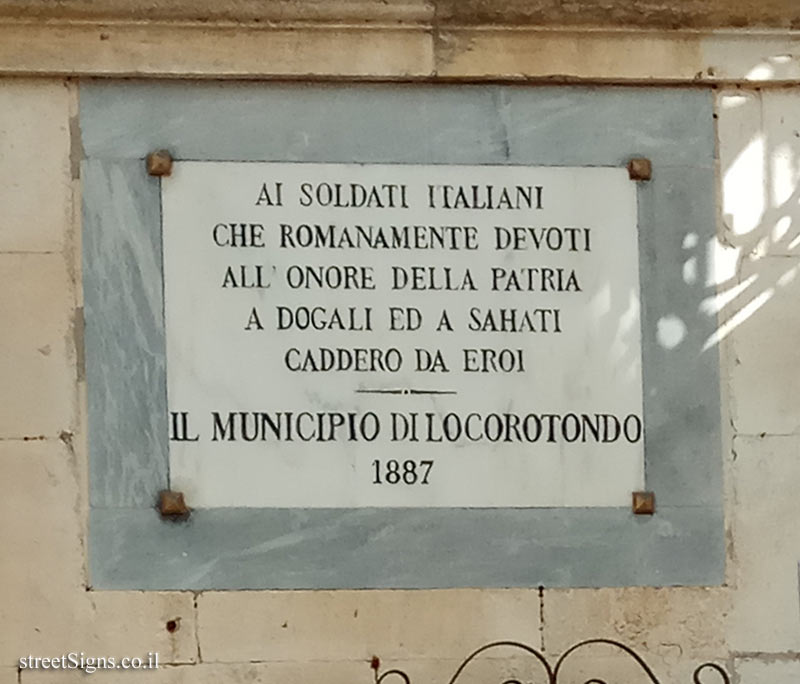 AI SOLDATI ITALIANI
CHE ROMANAMENTE DEVOTI
ALL' ONORE DELLA PATRIA
A DOGALI ED A SAHATI
CADDERO DA EROI
IL MUNICIPIO DI LOCOROTONDO
1887
streetSigns.co.il